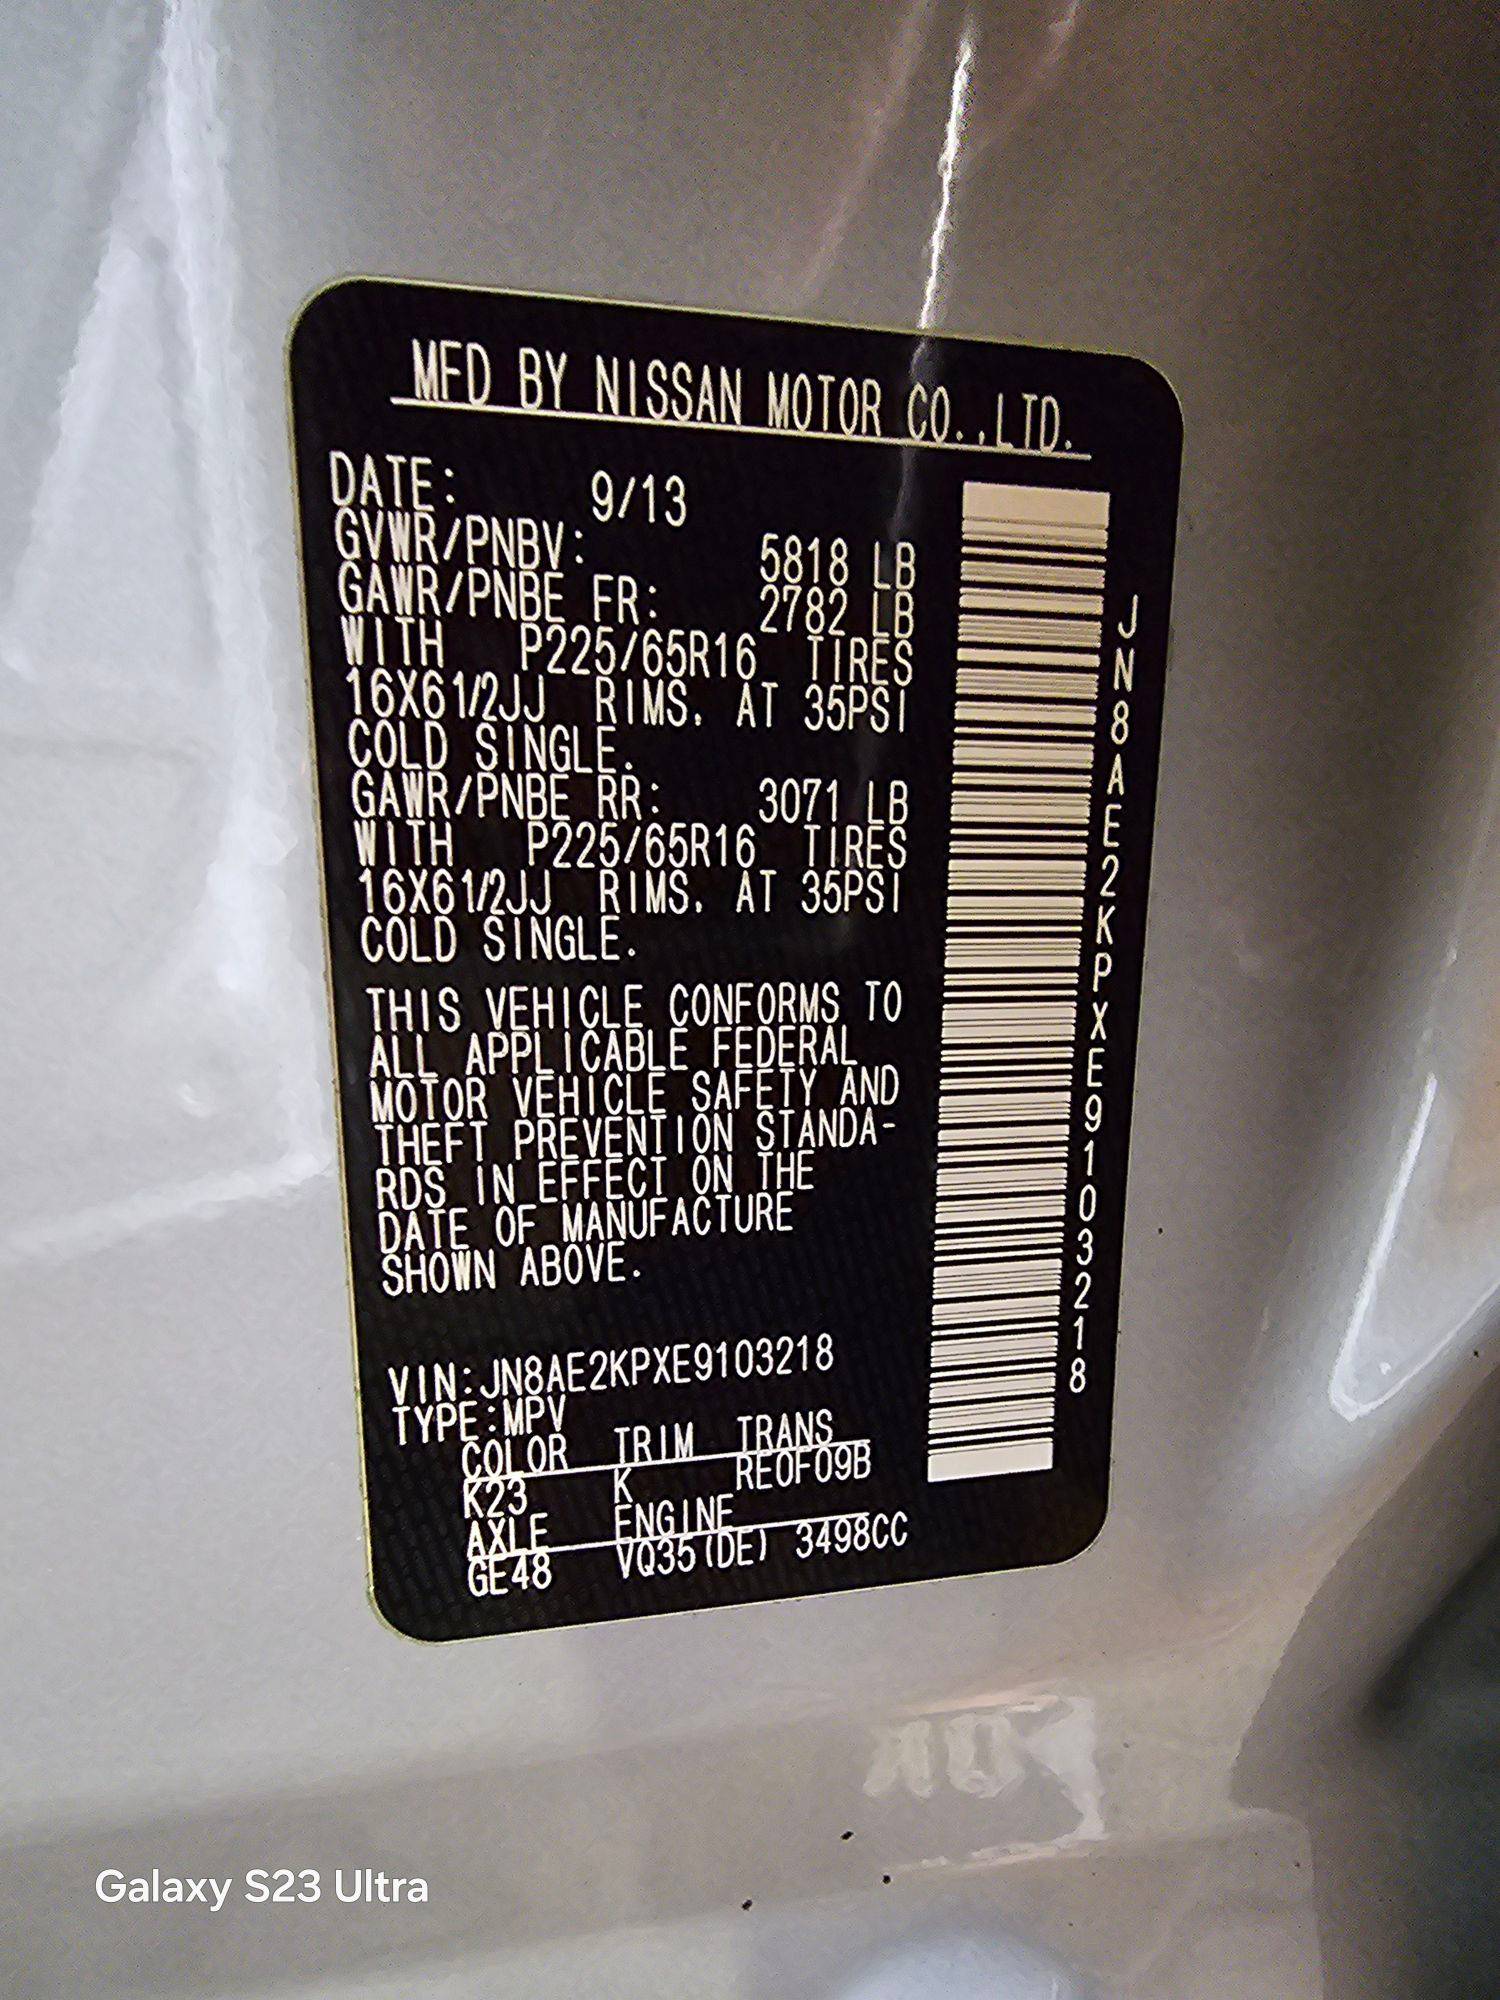 MFD BY NISSAN MOTOR CO.,LTD.
DATE: 9/13
GVWR/PNBV: 5818 LB
GAWR/PNBE FR: 2782 LB
WITH P225/65R16 TIRES
16X6 1/2JJ RIMS. AT 35PSI
COLD SINGLE.
GAWR/PNBE RR: 3071 LB
WITH P225/65R16 TIRES
16X6 1/2JJ RIMS. AT 35PSI
COLD SINGLE.
THIS VEHICLE CONFORMS TO
ALL APPLICABLE FEDERAL
MOTOR VEHICLE SAFETY AND
THEFT PREVENTION STANDA-
RDS IN EFFECT ON THE
DATE OF MANUFACTURE
SHOWN ABOVE.
VIN:JN8AE2KPXE9103218
TYPE:MPV
COLOR TRIM TRANS
K23 K RE0F09B
AXLE ENGINE
GE48 VQ35(DE) 3498CC
JN8AE2KPXE9103218
Galaxy S23 Ultra